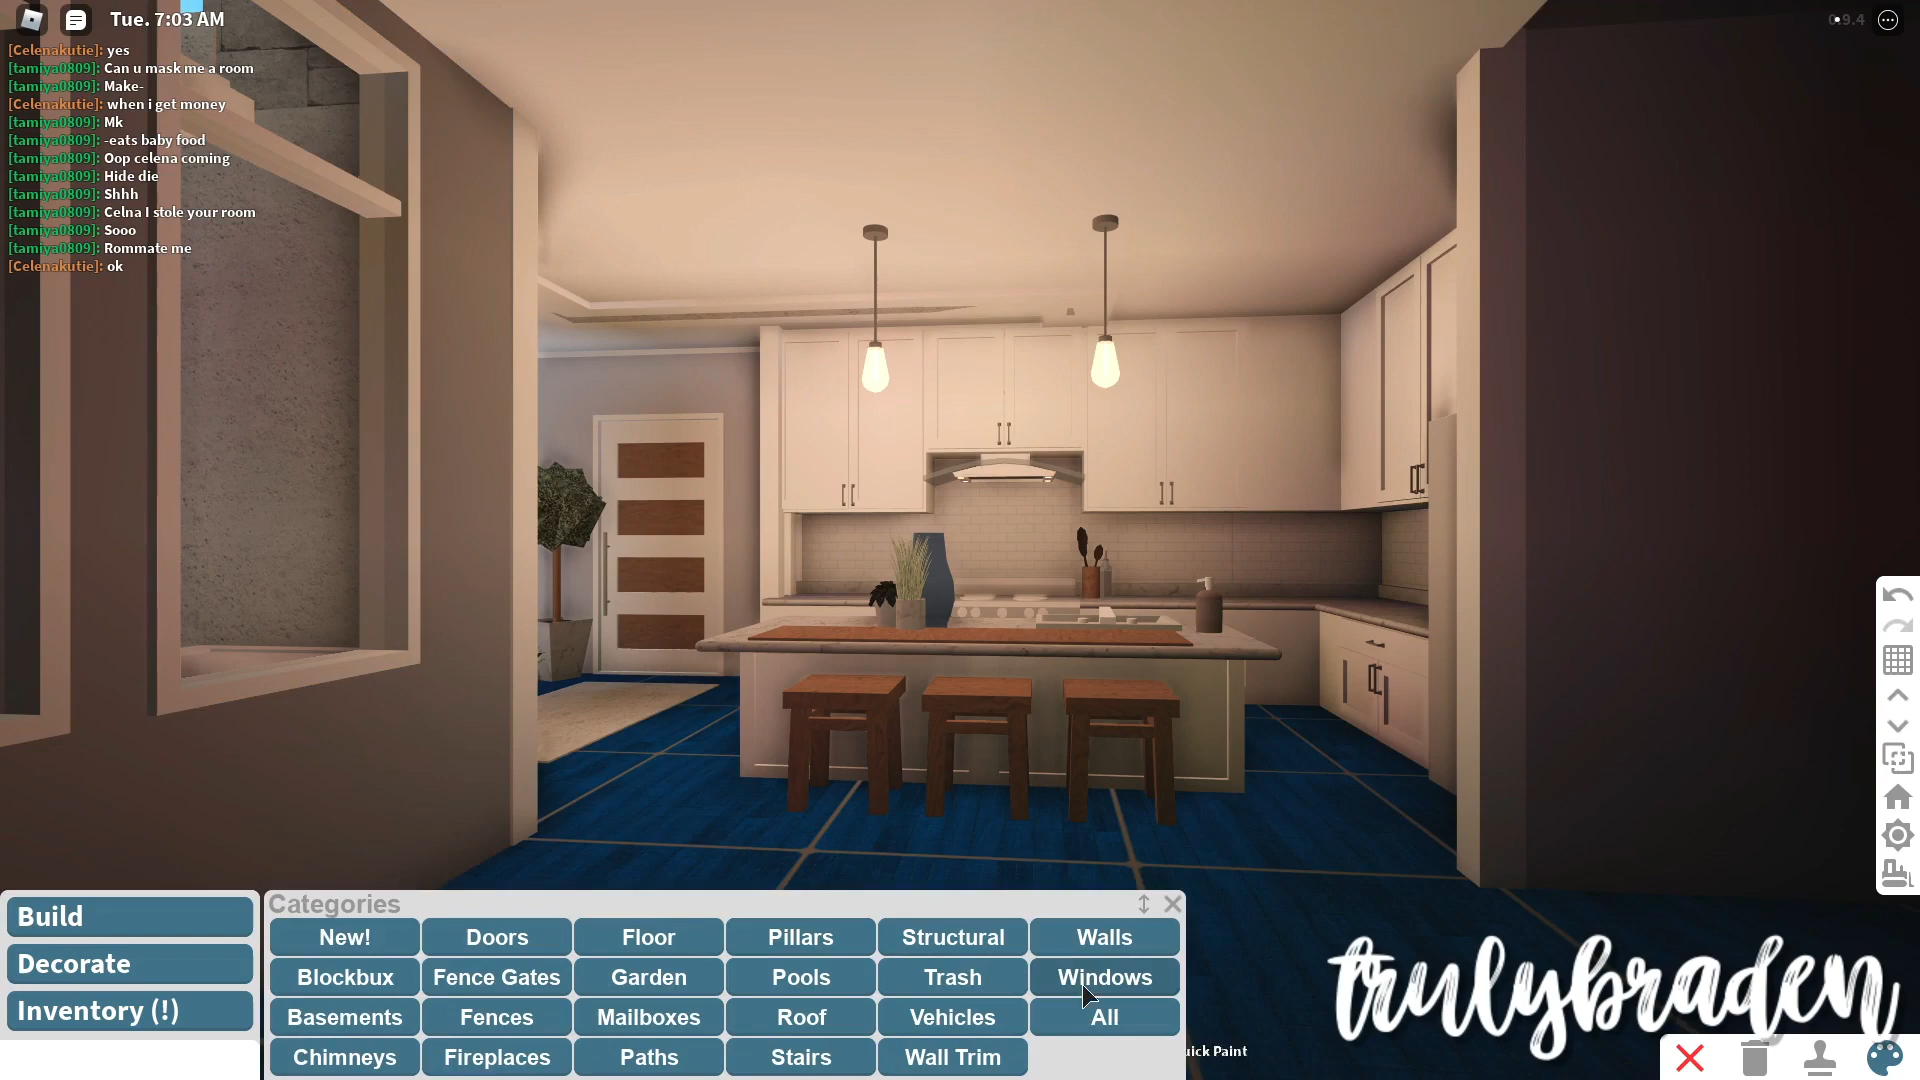 Tue. 7:03 AM
0.9.4
[Celenakutie]: yes
[tamiya0809]: Can u mask me a room
[tamiya0809]: Make-
[Celenakutie]: when i get money
[tamiya0809]: Mk
[tamiya0809]: -eats baby food
[tamiya0809]: Oop celena coming
[tamiya0809]: Hide die
[tamiya0809]: Shhh
[tamiya0809]: Celna I stole your room
[tamiya0809]: Sooo
[tamiya0809]: Rommate me
[Celenakutie]: ok
Build
Decorate
Inventory (!)
Categories
New! Doors Floor Pillars Structural Walls
Blockbux Fence Gates Garden Pools Trash Windows
Basements Fences Mailboxes Roof Vehicles All
Chimneys Fireplaces Paths Stairs Wall Trim
uick Paint
trulybraden